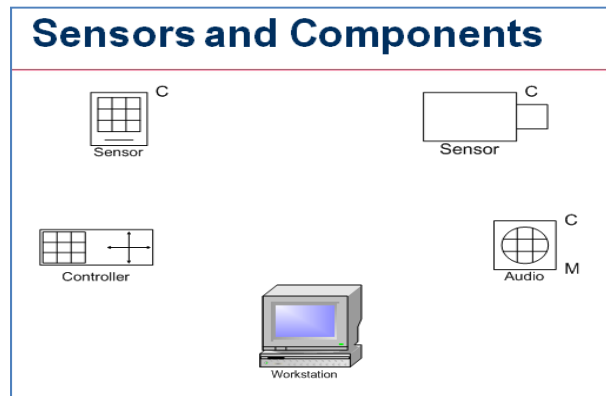 Sensors and Components
C
Sensor
C
Sensor
Controller
C
M
Audio
Workstation